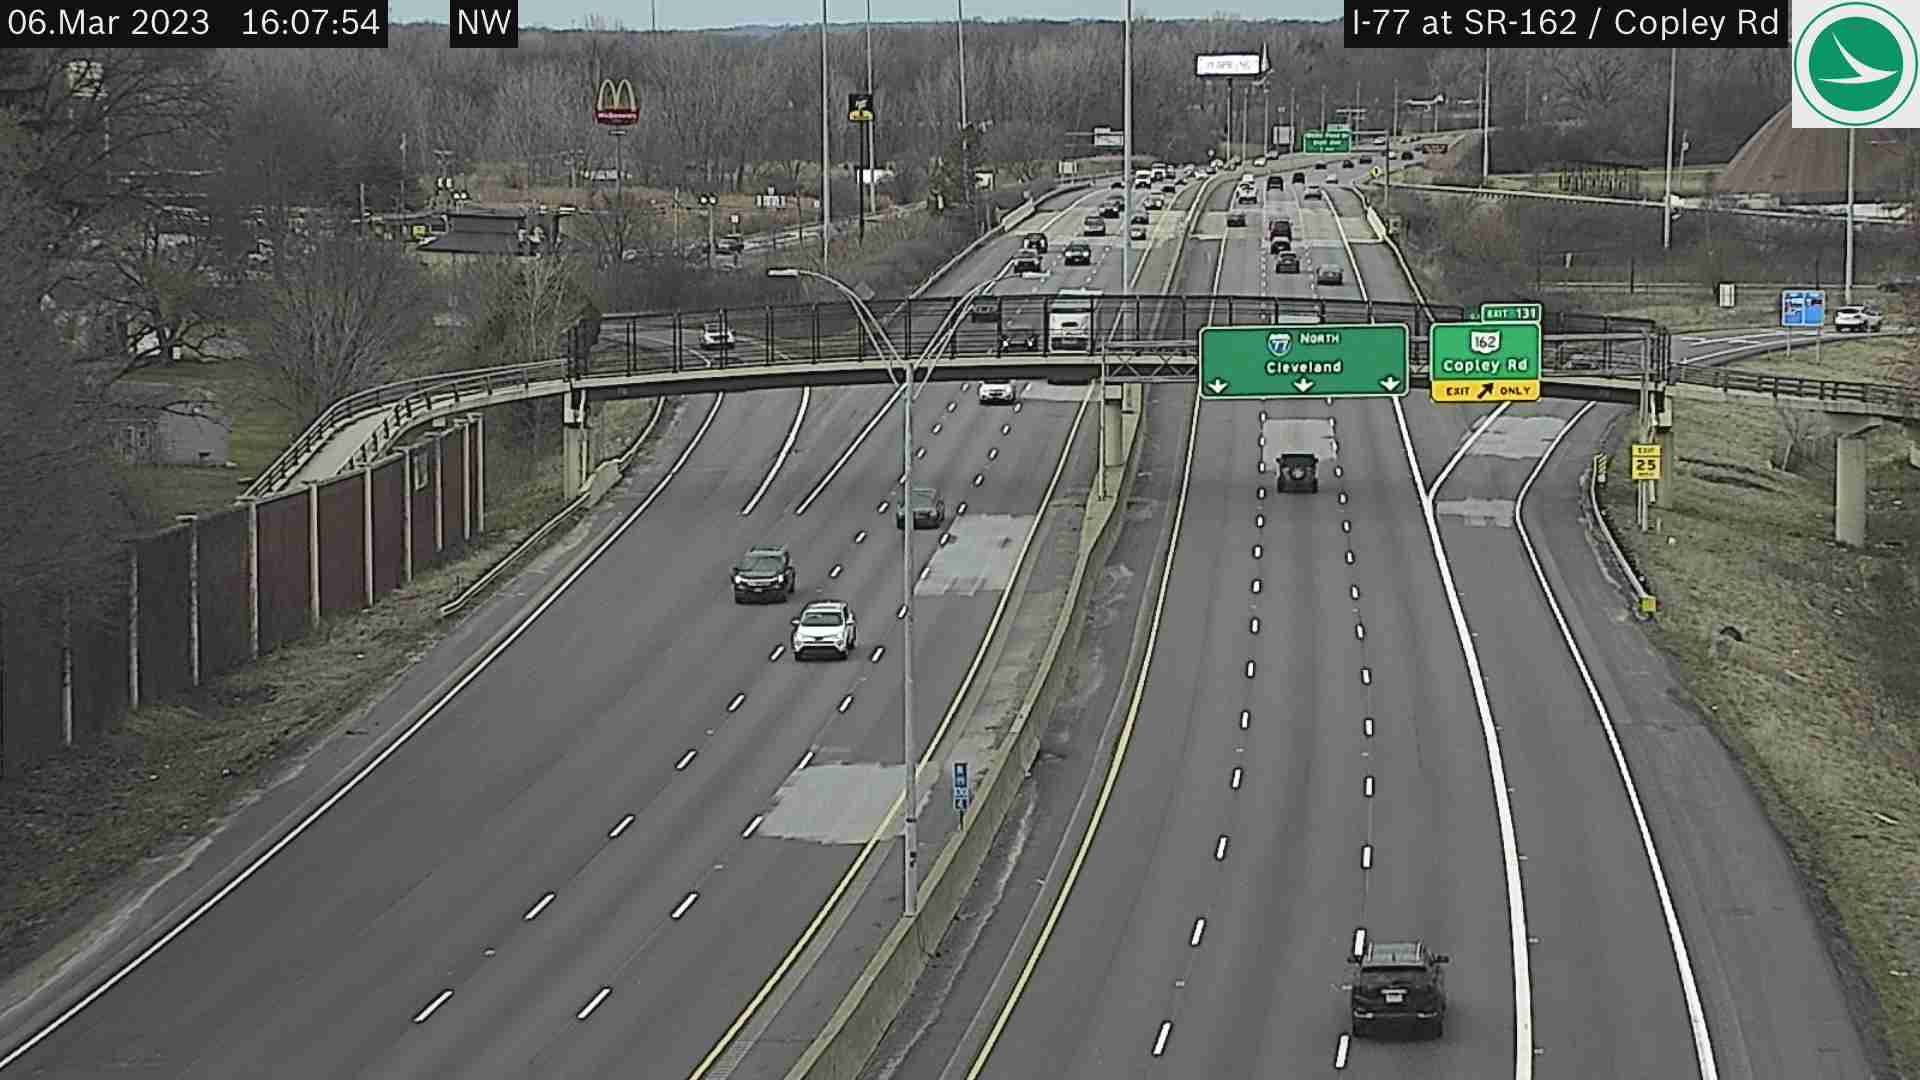 06.Mar 2023 16:07:54
NW
I-77 at SR-162 / Copley Rd
McDonald's
EXIT 131
77 NORTH
Cleveland
162
Copley Rd
EXIT ONLY
EXIT
25